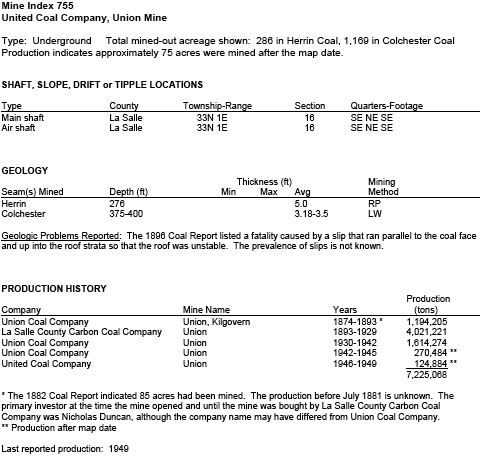 Mine Index 755
United Coal Company, Union Mine
Type: Underground Total mined-out acreage shown: 286 in Herrin Coal, 1,169 in Colchester Coal
Production indicates approximately 75 acres were mined after the map date.
SHAFT, SLOPE, DRIFT or TIPPLE LOCATIONS
Type County Township-Range Section Quarters-Footage
Main shaft La Salle 33N 1E 16 SE NE SE
Air shaft La Salle 33N 1E 16 SE NE SE
GEOLOGY
Thickness (ft) Mining
Seam(s) Mined Depth (ft) Min Max Avg Method
Herrin 276 5.0 RP
Colchester 375-400 3.18-3.5 LW
Geologic Problems Reported: The 1896 Coal Report listed a fatality caused by a slip that ran parallel to the coal face
and up into the roof strata so that the roof was unstable. The prevalence of slips is not known.
PRODUCTION HISTORY
Production
Company Mine Name Years (tons)
Union Coal Company Union, Kilgovern 1874-1893 * 1,194,205
La Salle County Carbon Coal Company Union 1893-1929 4,021,221
Union Coal Company Union 1930-1942 1,614,274
Union Coal Company Union 1942-1945 270,484 **
United Coal Company Union 1946-1949 124,884 **
7,225,068
* The 1882 Coal Report indicated 85 acres had been mined. The production before July 1881 is unknown. The
primary investor at the time the mine opened and until the mine was bought by La Salle County Carbon Coal
Company was Nicholas Duncan, although the company name may have differed from Union Coal Company.
** Production after map date
Last reported production: 1949